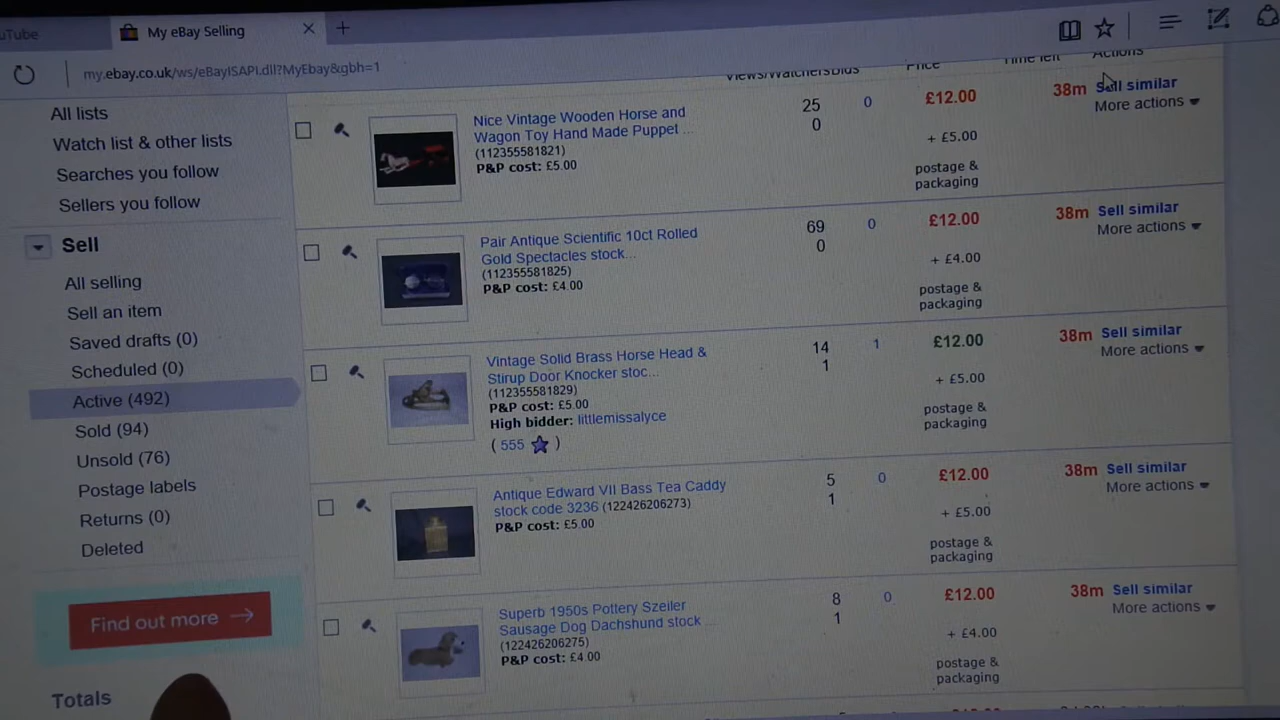 uTube
My eBay Selling
my.ebay.co.uk/ws/eBayISAPI.dll?MyEbay&gbh=1
All lists
Watch list & other lists
Searches you follow
Sellers you follow
Sell
All selling
Sell an item
Saved drafts (0)
Scheduled (0)
Active (492)
Sold (94)
Unsold (76)
Postage labels
Returns (0)
Deleted
Find out more
Totals
Views/Watchers Bids Price Time left Actions
Nice Vintage Wooden Horse and
Wagon Toy Hand Made Puppet ...
(112355581821)
P&P cost: £5.00
25 0 £12.00 38m Sell similar
0 More actions
+ £5.00
postage &
packaging
Pair Antique Scientific 10ct Rolled
Gold Spectacles stock...
(112355581825)
P&P cost: £4.00
69 0 £12.00 38m Sell similar
0 More actions
+ £4.00
postage &
packaging
Vintage Solid Brass Horse Head &
Stirup Door Knocker stoc...
(112355581829)
P&P cost: £5.00
High bidder: littlemissalyce
( 555 )
14 1 £12.00 38m Sell similar
1 More actions
+ £5.00
postage &
packaging
Antique Edward VII Bass Tea Caddy
stock code 3236 (122426206273)
P&P cost: £5.00
5 0 £12.00 38m Sell similar
1 More actions
+ £5.00
postage &
packaging
Superb 1950s Pottery Szeiler
Sausage Dog Dachshund stock ...
(122426206275)
P&P cost: £4.00
8 0 £12.00 38m Sell similar
1 More actions
+ £4.00
postage &
packaging